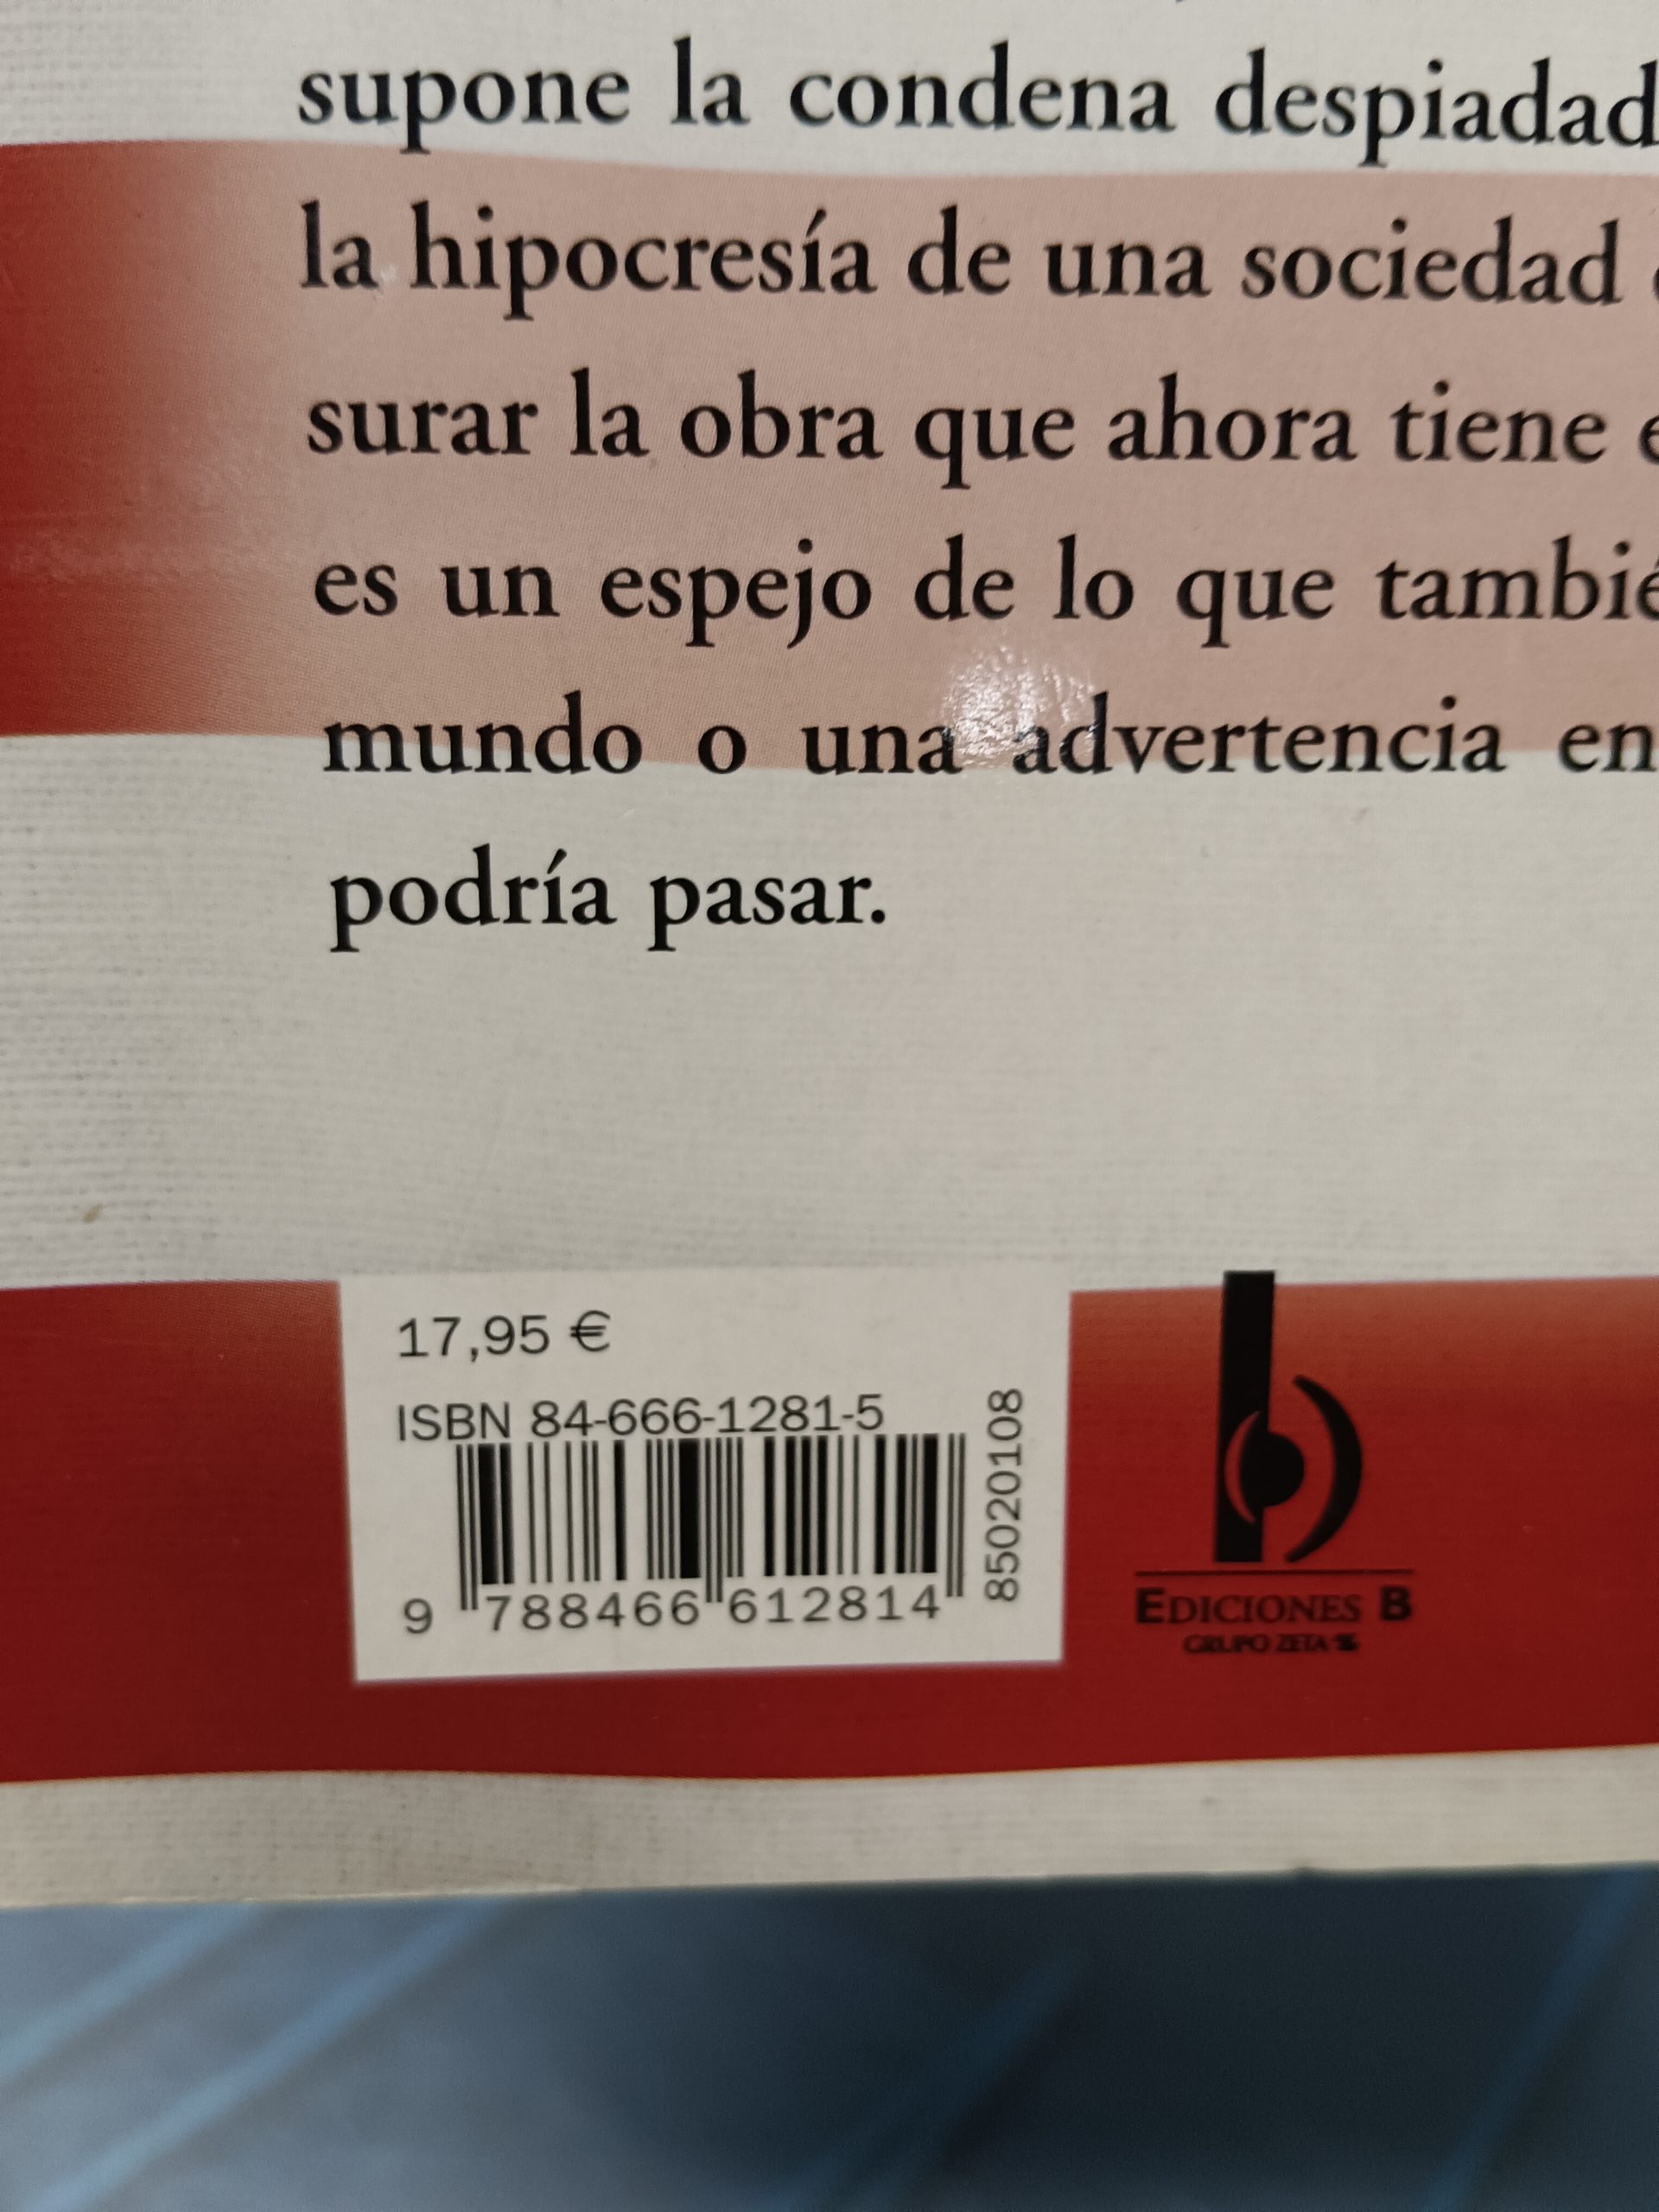 supone la condena despiadad
la hipocresía de una sociedad
surar la obra que ahora tiene e
es un espejo de lo que tambié
mundo o una advertencia en
podría pasar.
17,95 €
ISBN 84-666-1281-5
9 788466 612814
85020108
EDICIONES B
GRUPO ZETA